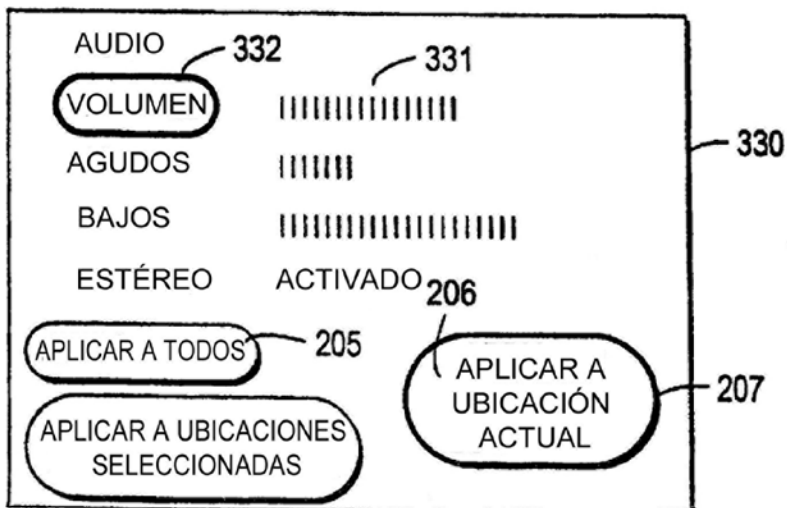 AUDIO
332
331
VOLUMEN
AGUDOS
330
BAJOS
ESTÉREO ACTIVADO
206
APLICAR A TODOS
205
APLICAR A UBICACIÓN ACTUAL
207
APLICAR A UBICACIONES SELECCIONADAS